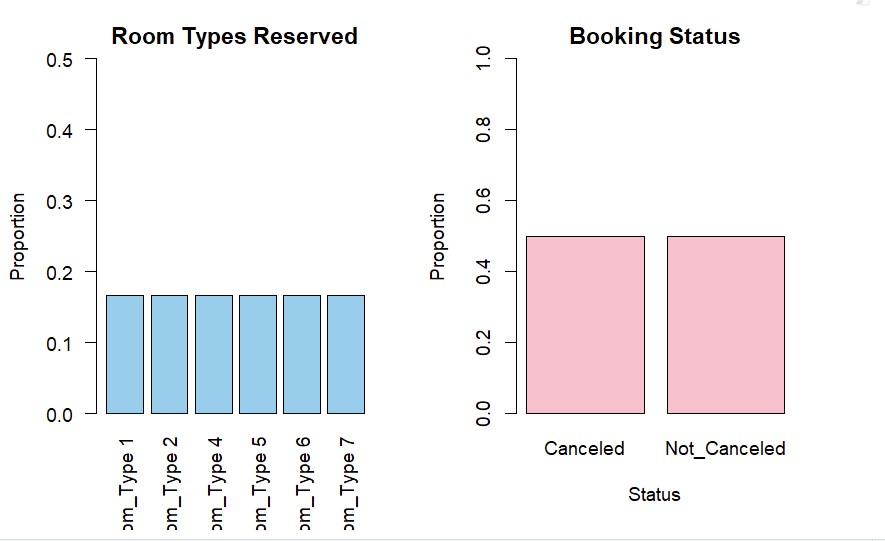 Room Types Reserved
Proportion
0.5
0.4
0.3
0.2
0.1
0.0
om_Type 1
om_Type 2
om_Type 4
om_Type 5
om_Type 6
om_Type 7
Booking Status
Proportion
1.0
0.8
0.6
0.4
0.2
0.0
Canceled
Not_Canceled
Status